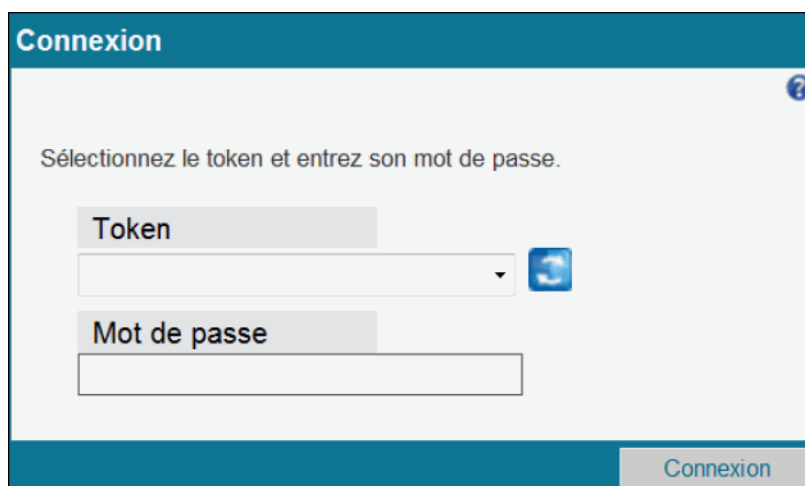 Connexion
?
Sélectionnez le token et entrez son mot de passe.
Token
Mot de passe
Connexion